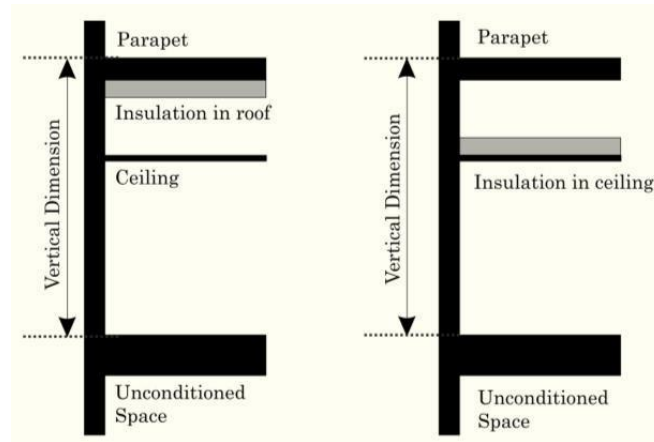 Parapet
Insulation in roof
Ceiling
Vertical Dimension
Unconditioned
Space
Parapet
Insulation in ceiling
Vertical Dimension
Unconditioned
Space